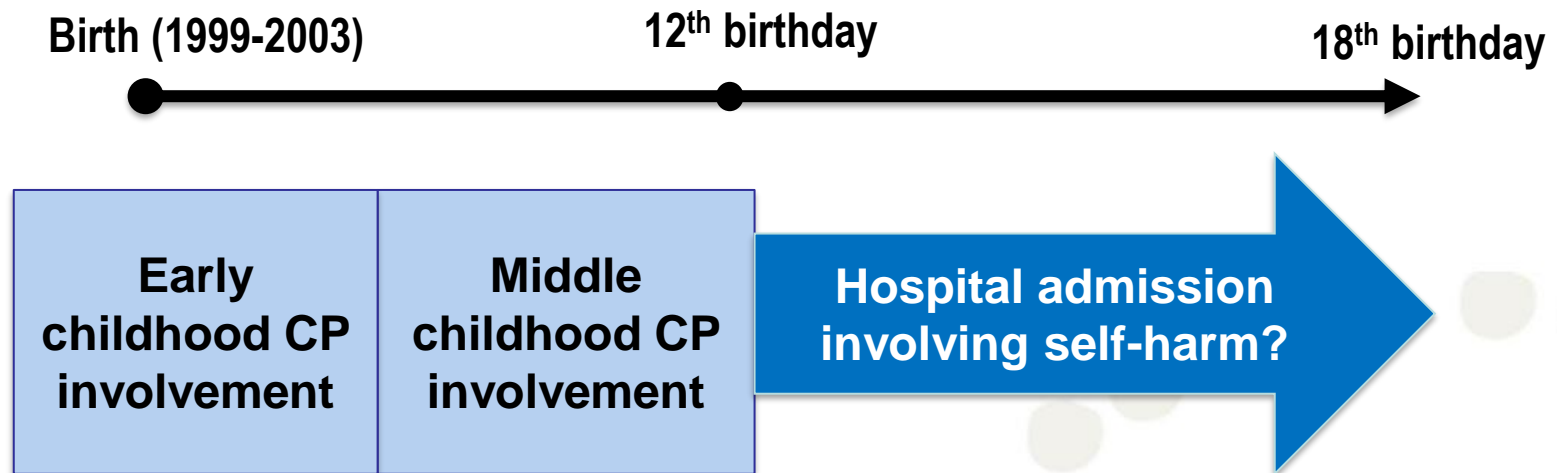 Birth (1999-2003)
12th birthday
18th birthday
Early
childhood CP
involvement
Middle
childhood CP
involvement
Hospital admission
involving self-harm?